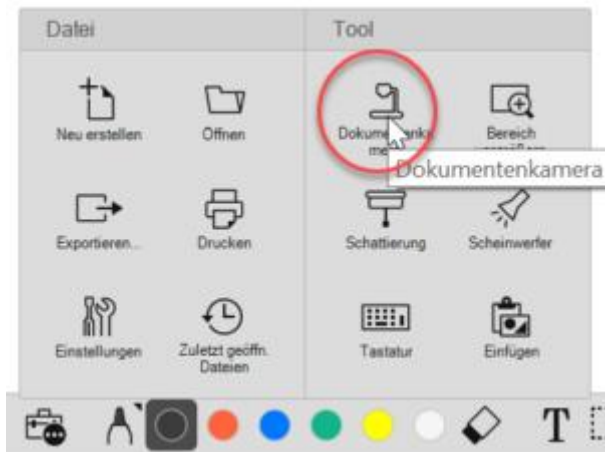 Datei
Tool
Neu erstellen
Öffnen
Bereich
Dokumentenkamera
Exportieren...
Drucken
Schattierung
Scheinwerfer
Einstellungen
Zuletzt geöffn.
Dateien
Tastatur
Einfügen
T